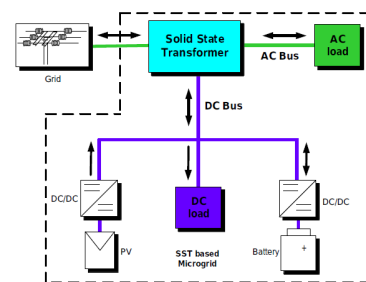 Solid State
Transformer
AC
load
AC Bus
Grid
DC Bus
DC/DC
DC
load
DC/DC
PV
SST based
Microgrid
Battery
+